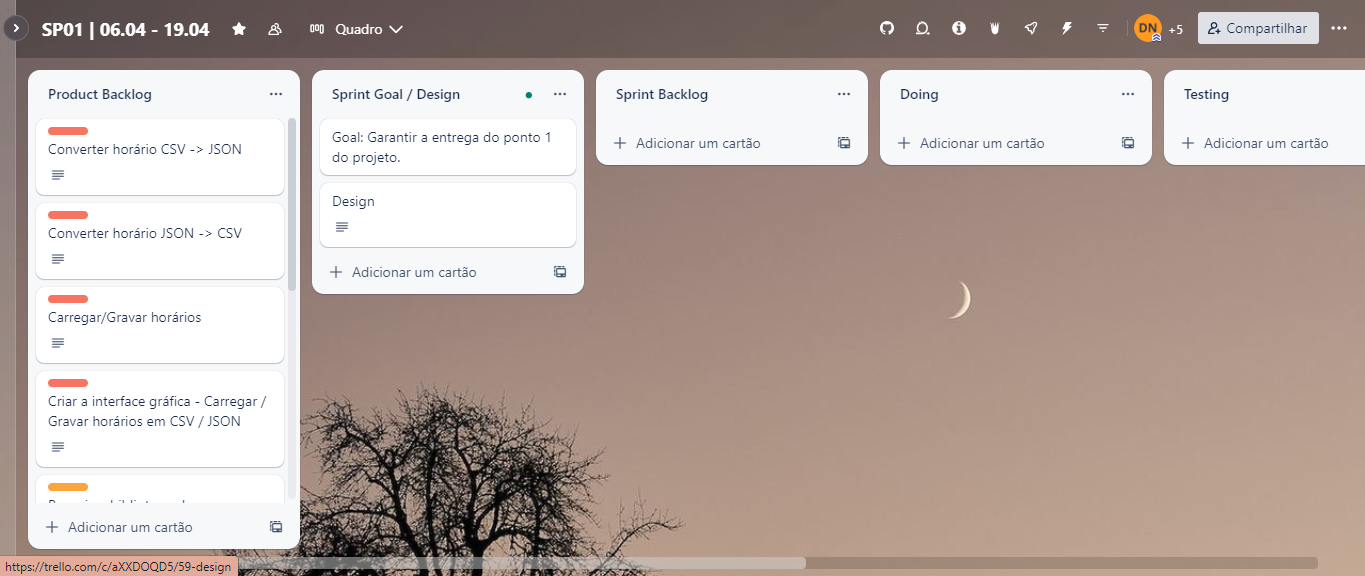 SP01 | 06.04 - 19.04
Quadro
DN
+5
Compartilhar
Product Backlog
Converter horário CSV -> JSON
Converter horário JSON -> CSV
Carregar/Gravar horários
Criar a interface gráfica - Carregar /
Gravar horários em CSV / JSON
Adicionar um cartão
Sprint Goal / Design
Goal: Garantir a entrega do ponto 1
do projeto.
Design
Adicionar um cartão
Sprint Backlog
Adicionar um cartão
Doing
Adicionar um cartão
Testing
Adicionar um cartão
https://trello.com/c/aXXDOQD5/59-design